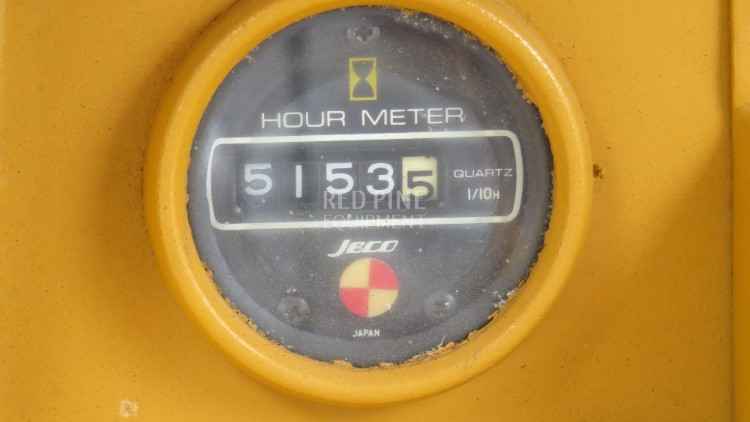 HOUR METER
51535
QUARTZ
1/10H
RED PINE
EQUIPMENT
Jeco
JAPAN